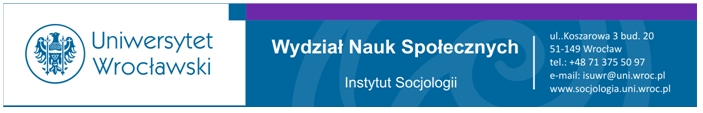 Uniwersytet
Wrocławski
Wydział Nauk Społecznych
Instytut Socjologii
ul..Koszarowa 3 bud. 20
51-149 Wrocław
tel.: +48 71 375 50 97
e-mail: isuwr@uni.wroc.pl
www.socjologia.uni.wroc.pl